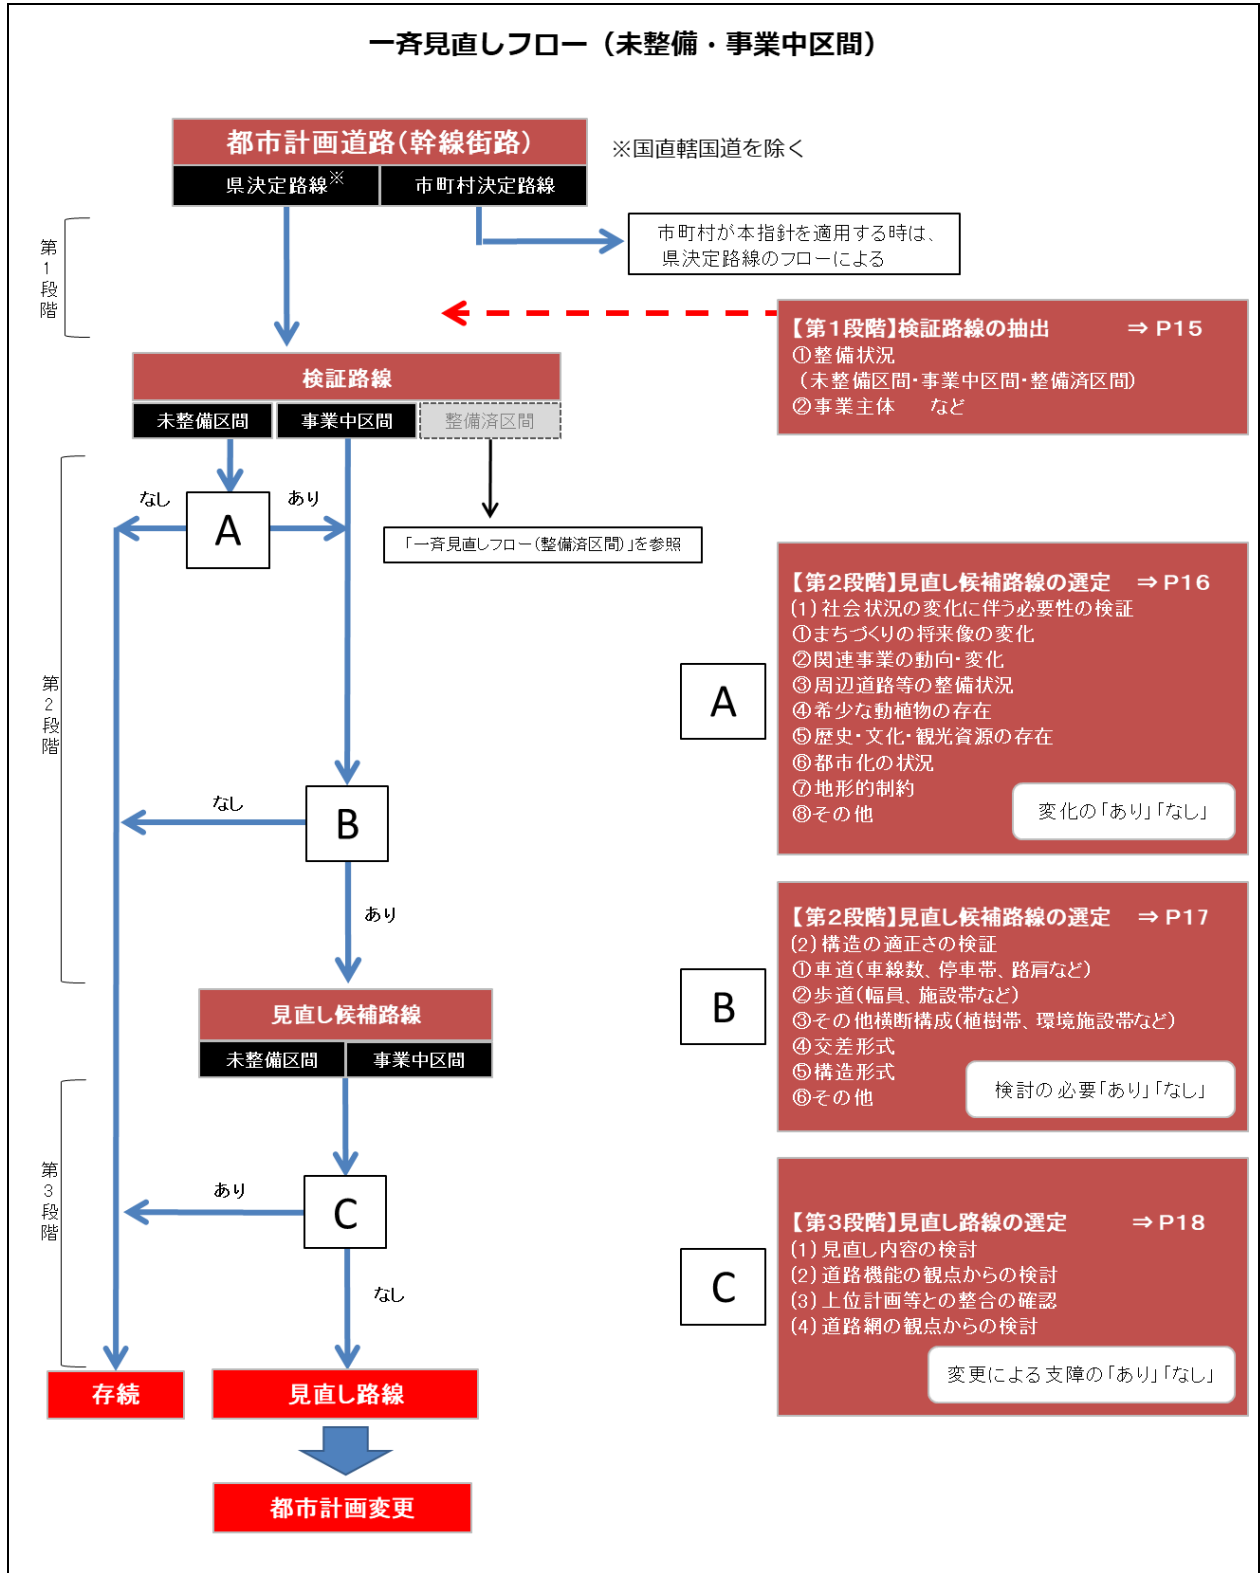 一斉見直しフロー（未整備・事業中区間）
都市計画道路（幹線街路）
※国直轄国道を除く
県決定路線※
市町村決定路線
市町村が本指針を適用する時は、
県決定路線のフローによる
第1段階
【第1段階】検証路線の抽出 ⇒P15
①整備状況
（未整備区間・事業中区間・整備済区間）
②事業主体 など
検証路線
未整備区間
事業中区間
整備済区間
なし
A
あり
「一斉見直しフロー（整備済区間）」を参照
第2段階
A
【第2段階】見直し候補路線の選定 ⇒P16
(1)社会状況の変化に伴う必要性の検証
①まちづくりの将来像の変化
②関連事業の動向・変化
③周辺道路等の整備状況
④希少な動植物の存在
⑤歴史・文化・観光資源の存在
⑥都市化の状況
⑦地形的制約
⑧その他
変化の「あり」「なし」
なし
B
あり
B
【第2段階】見直し候補路線の選定 ⇒P17
(2)構造の適正さの検証
①車道（車線数、停車帯、路肩など）
②歩道（幅員、施設帯など）
③その他横断構成（植樹帯、環境施設帯など）
④交差形式
⑤構造形式
⑥その他
検討の必要「あり」「なし」
見直し候補路線
未整備区間
事業中区間
第3段階
あり
C
なし
C
【第3段階】見直し路線の選定 ⇒P18
(1)見直し内容の検討
(2)道路機能の観点からの検討
(3)上位計画等との整合の確認
(4)道路網の観点からの検討
変更による支障の「あり」「なし」
存続
見直し路線
都市計画変更